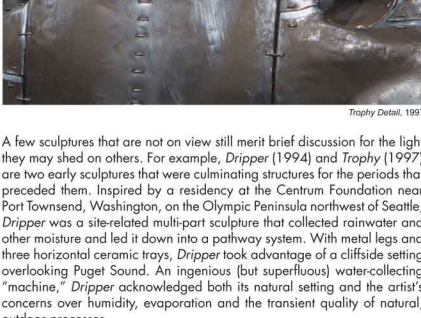 Trophy Detail, 1997
A few sculptures that are not on view still merit brief discussion for the light
they may shed on others. For example, Dripper (1994) and Trophy (1997)
are two early sculptures that were culminating structures for the periods that
preceded them. Inspired by a residency at the Centrum Foundation near
Port Townsend, Washington, on the Olympic Peninsula northwest of Seattle,
Dripper was a site-related multi-part sculpture that collected rainwater and
other moisture and led it down into a pathway system. With metal legs and
three horizontal ceramic trays, Dripper took advantage of a cliffside setting
overlooking Puget Sound. An ingenious (but superfluous) water-collecting
"machine," Dripper acknowledged both its natural setting and the artist's
concerns over humidity, evaporation and the transient quality of natural,
outdoor processes.